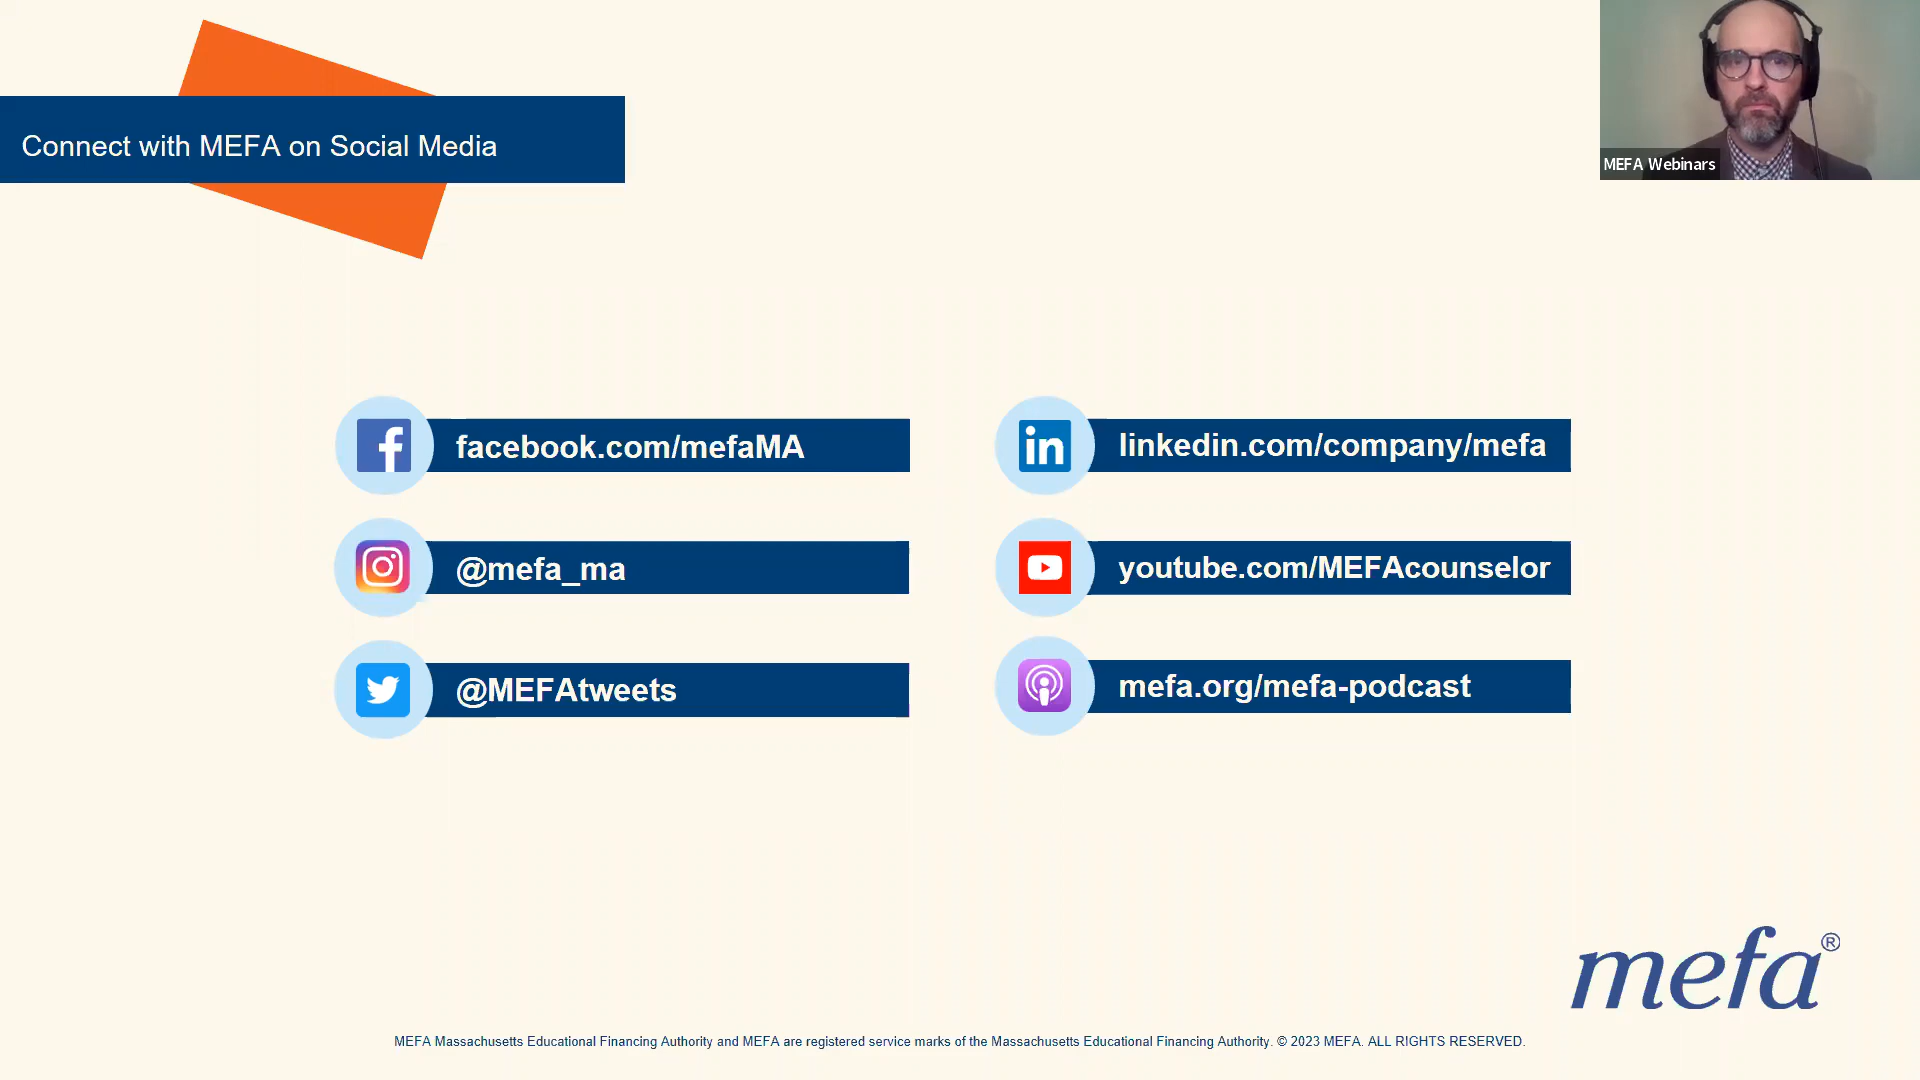 Connect with MEFA on Social Media
MEFA Webinars
facebook.com/mefaMA
linkedin.com/company/mefa
@mefa_ma
youtube.com/MEFAcounselor
@MEFAtweets
mefa.org/mefa-podcast
mefa®
MEFA Massachusetts Educational Financing Authority and MEFA are registered service marks of the Massachusetts Educational Financing Authority. © 2023 MEFA. ALL RIGHTS RESERVED.